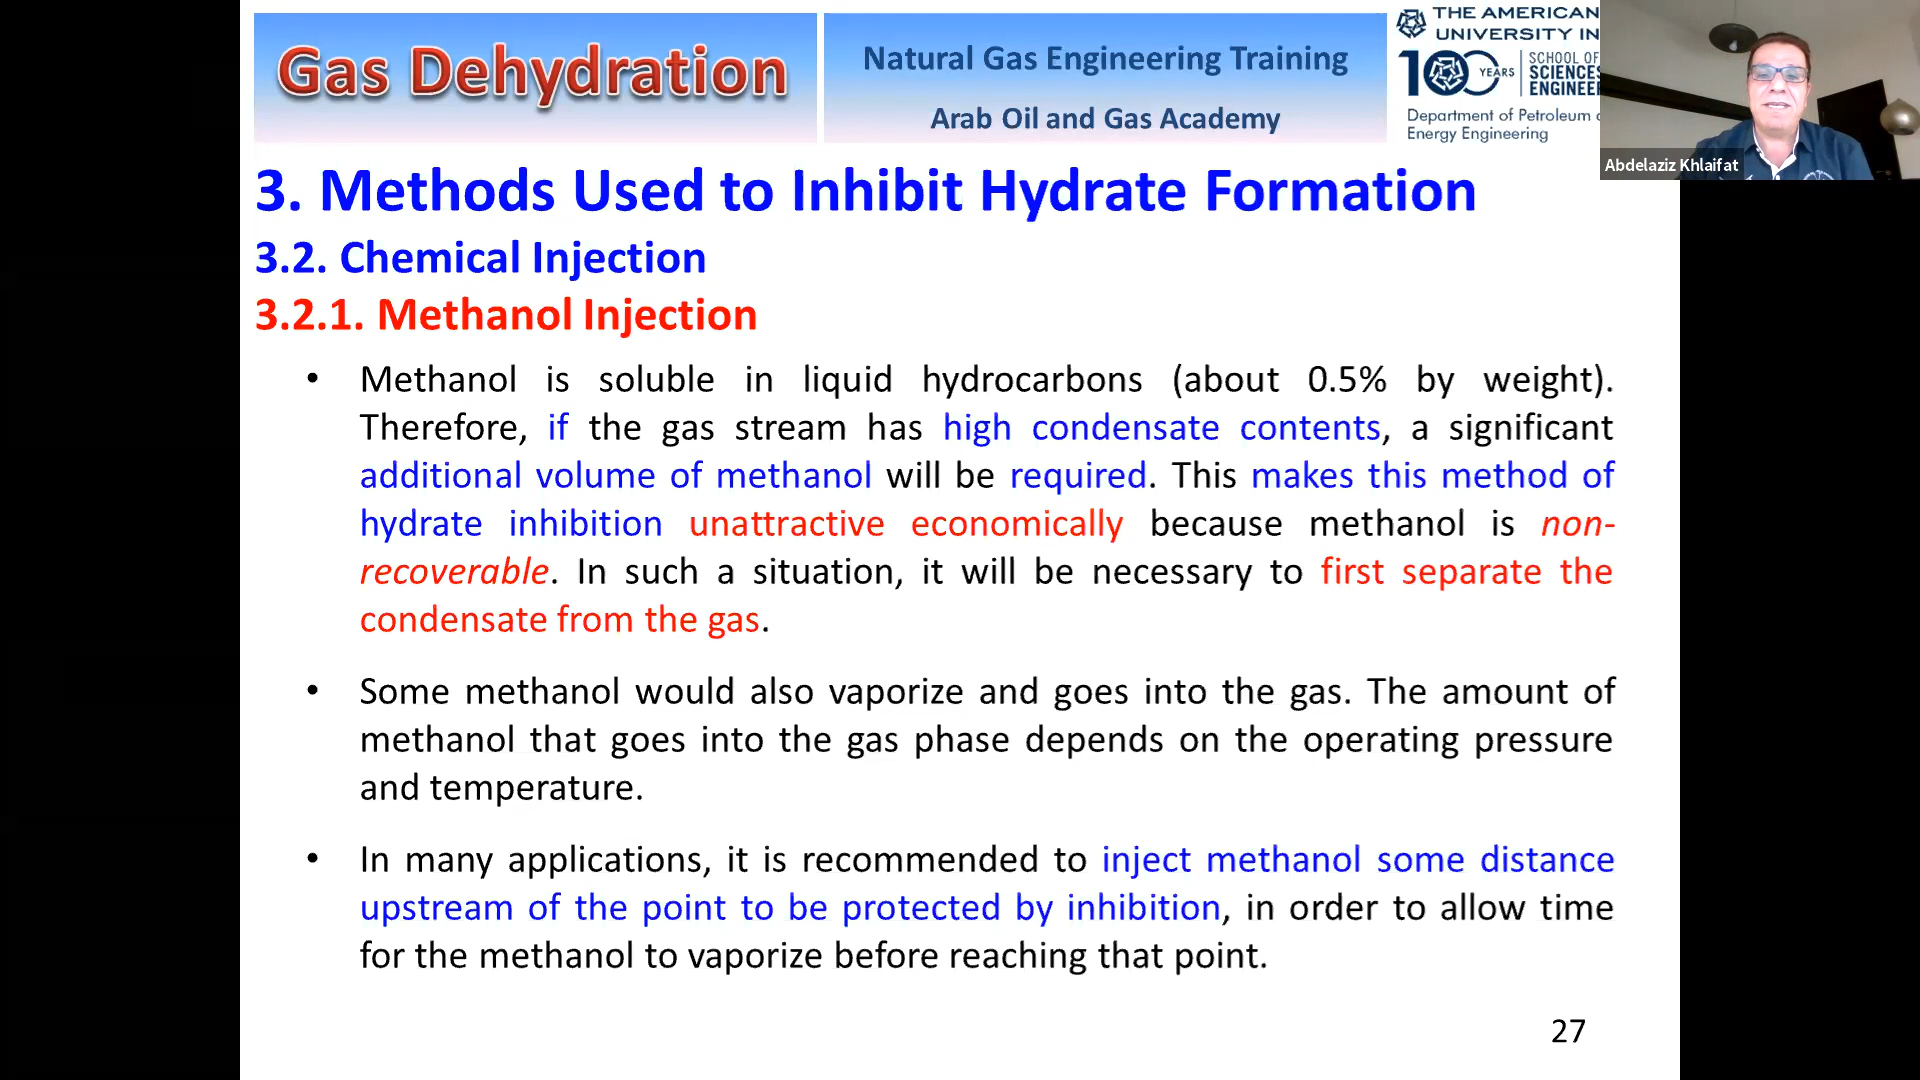 Gas Dehydration
Natural Gas Engineering Training
Arab Oil and Gas Academy
THE AMERICAN
UNIVERSITY IN
100 YEARS
SCHOOL OF
SCIENCES
ENGINEE
Department of Petroleum
Energy Engineering
Abdelaziz Khlaifat
3. Methods Used to Inhibit Hydrate Formation
3.2. Chemical Injection
3.2.1. Methanol Injection
• Methanol is soluble in liquid hydrocarbons (about 0.5% by weight).
Therefore, if the gas stream has high condensate contents, a significant
additional volume of methanol will be required. This makes this method of
hydrate inhibition unattractive economically because methanol is non-
recoverable. In such a situation, it will be necessary to first separate the
condensate from the gas.
• Some methanol would also vaporize and goes into the gas. The amount of
methanol that goes into the gas phase depends on the operating pressure
and temperature.
• In many applications, it is recommended to inject methanol some distance
upstream of the point to be protected by inhibition, in order to allow time
for the methanol to vaporize before reaching that point.
27